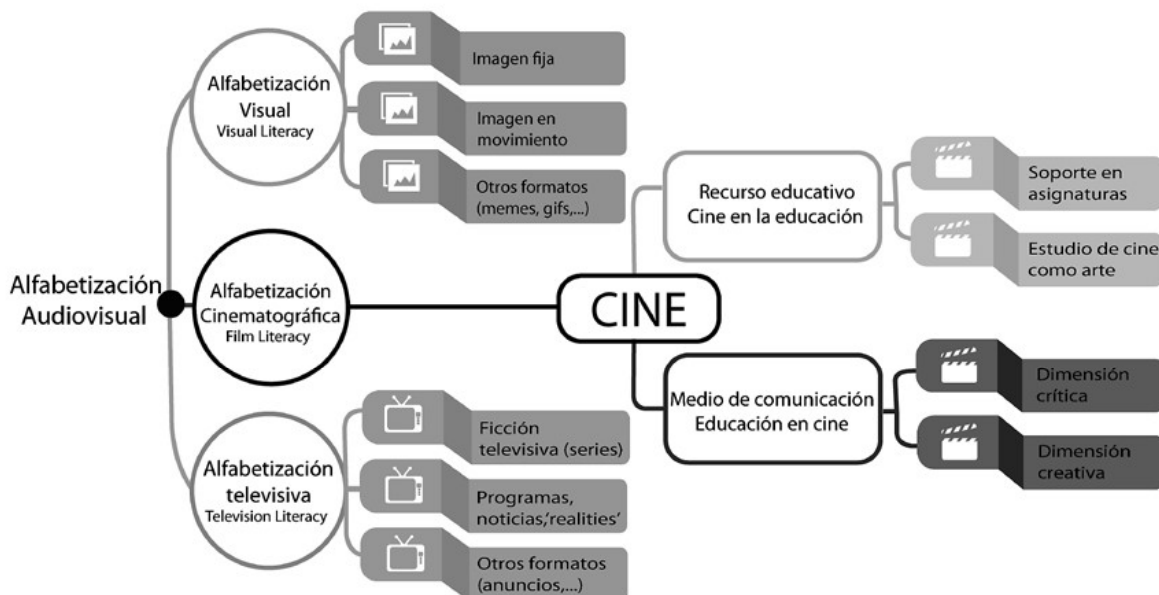 Alfabetización
Audiovisual
Alfabetización
Visual
Visual Literacy
Imagen fija
Imagen en
movimiento
Otros formatos
(memes, gifs,...)
Alfabetización
Cinematográfica
Film Literacy
CINE
Recurso educativo
Cine en la educación
Soporte en
asignaturas
Estudio de cine
como arte
Medio de comunicación
Educación en cine
Dimensión
crítica
Dimensión
creativa
Alfabetización
televisiva
Television Literacy
Ficción
televisiva (series)
Programas,
noticias,'realities'
Otros formatos
(anuncios,...)